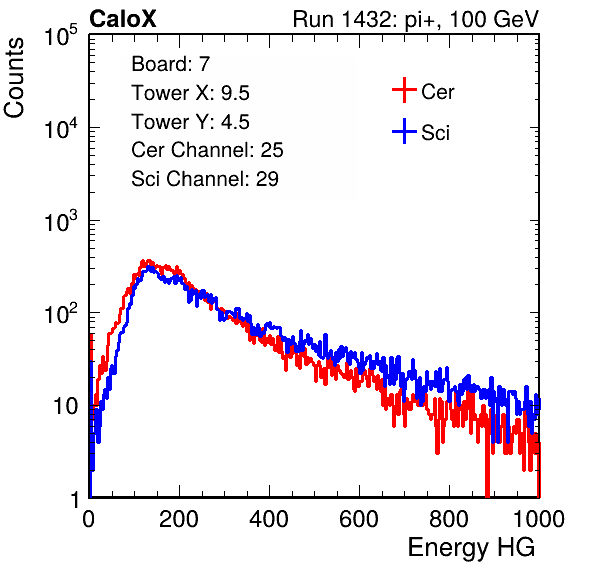 CaloX Run 1432: pi+, 100 GeV
Counts
10^5
10^4
10^3
10^2
10
1
Board: 7
Tower X: 9.5
Tower Y: 4.5
Cer Channel: 25
Sci Channel: 29
Cer
Sci
0 200 400 600 800 1000
Energy HG